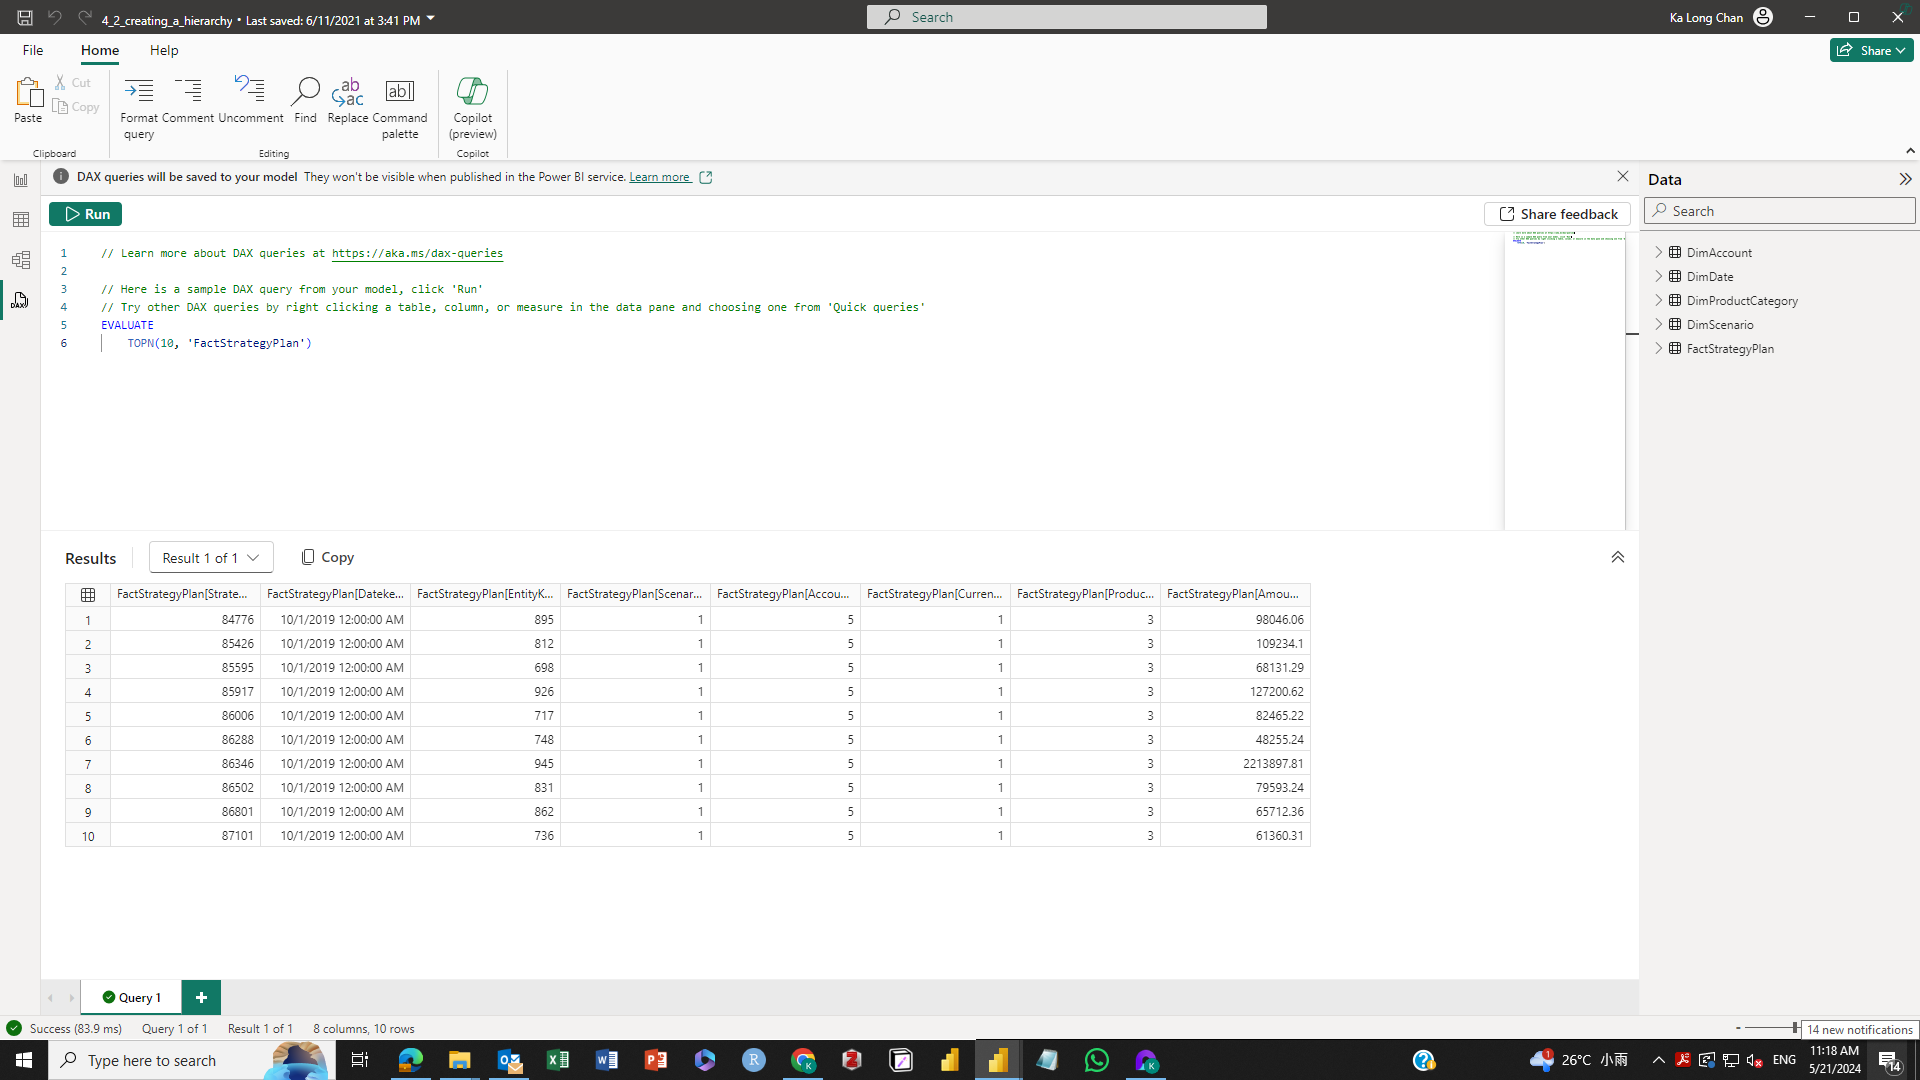 4_2_creating_a_hierarchy • Last saved: 6/11/2021 at 3:41 PM
Search
Ka Long Chan
File
Home
Help
Share
Paste
Cut
Copy
Clipboard
Format query
Comment
Uncomment
Find
Replace
Command palette
Editing
Copilot (preview)
Copilot
DAX queries will be saved to your model They won't be visible when published in the Power BI service. Learn more
Run
Share feedback
1 // Learn more about DAX queries at https://aka.ms/dax-queries
2
3 // Here is a sample DAX query from your model, click 'Run'
4 // Try other DAX queries by right clicking a table, column, or measure in the data pane and choosing one from 'Quick queries'
5 EVALUATE
6 TOPN(10, 'FactStrategyPlan')
Data
Search
DimAccount
DimDate
DimProductCategory
DimScenario
FactStrategyPlan
Results
Result 1 of 1
Copy
FactStrategyPlan[Strate... FactStrategyPlan[Dateke... FactStrategyPlan[EntityK... FactStrategyPlan[Scenar... FactStrategyPlan[Accou... FactStrategyPlan[Curren... FactStrategyPlan[Produc... FactStrategyPlan[Amou...
1 84776 10/1/2019 12:00:00 AM 895 1 5 1 3 98046.06
2 85426 10/1/2019 12:00:00 AM 812 1 5 1 3 109234.1
3 85595 10/1/2019 12:00:00 AM 698 1 5 1 3 68131.29
4 85917 10/1/2019 12:00:00 AM 926 1 5 1 3 127200.62
5 86006 10/1/2019 12:00:00 AM 717 1 5 1 3 82465.22
6 86288 10/1/2019 12:00:00 AM 748 1 5 1 3 48255.24
7 86346 10/1/2019 12:00:00 AM 945 1 5 1 3 2213897.81
8 86502 10/1/2019 12:00:00 AM 831 1 5 1 3 79593.24
9 86801 10/1/2019 12:00:00 AM 862 1 5 1 3 65712.36
10 87101 10/1/2019 12:00:00 AM 736 1 5 1 3 61360.31
Query 1
Success (83.9 ms) Query 1 of 1 Result 1 of 1 8 columns, 10 rows
14 new notifications
Type here to search
26°C 小雨
ENG
11:18 AM
5/21/2024
14